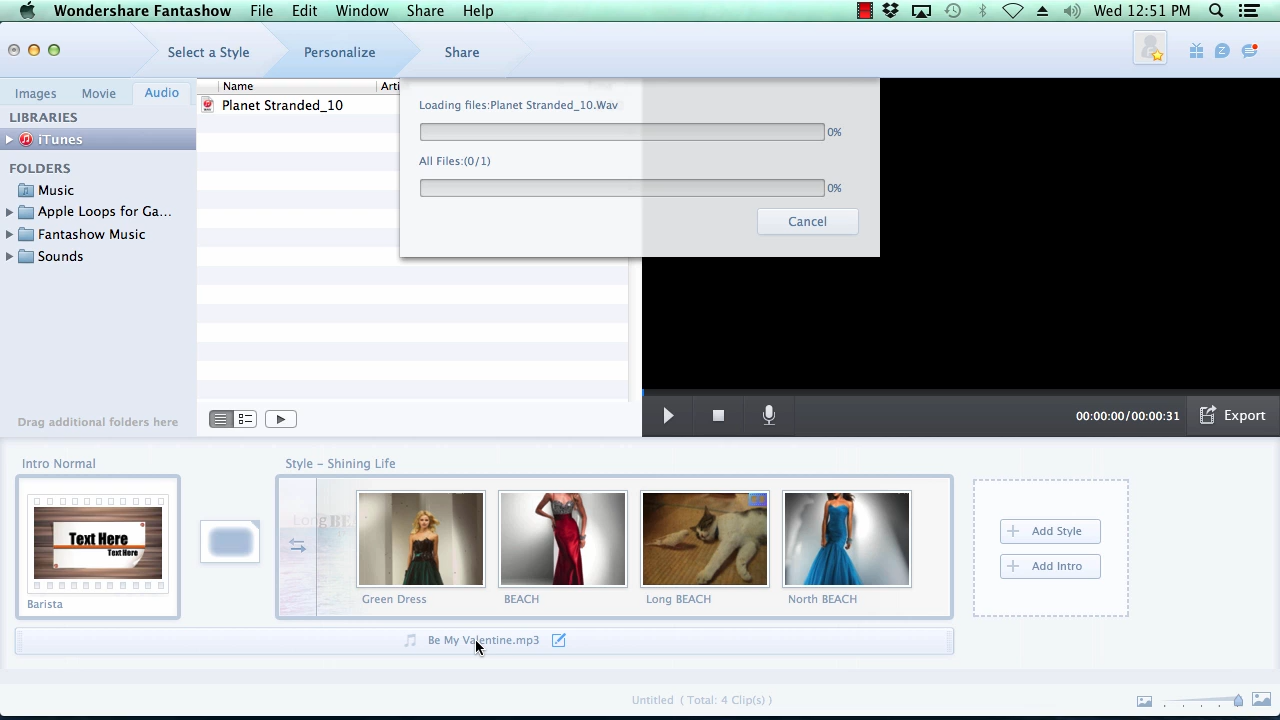 Wondershare Fantashow File Edit Window Share Help Wed 12:51 PM
Select a Style Personalize Share
Images Movie Audio
Name Arti
LIBRARIES
Planet Stranded_10
iTunes
FOLDERS
Music
Apple Loops for Ga...
Fantashow Music
Sounds
Drag additional folders here
Loading files:Planet Stranded_10.Wav
0%
All Files:(0/1)
0%
Cancel
00:00:00/00:00:31 Export
Intro Normal
Style – Shining Life
Text Here
Text Here
Barista
Long BE
Green Dress
BEACH
Long BEACH
North BEACH
Add Style
Add Intro
Be My Valentine.mp3
Untitled ( Total: 4 Clip(s) )